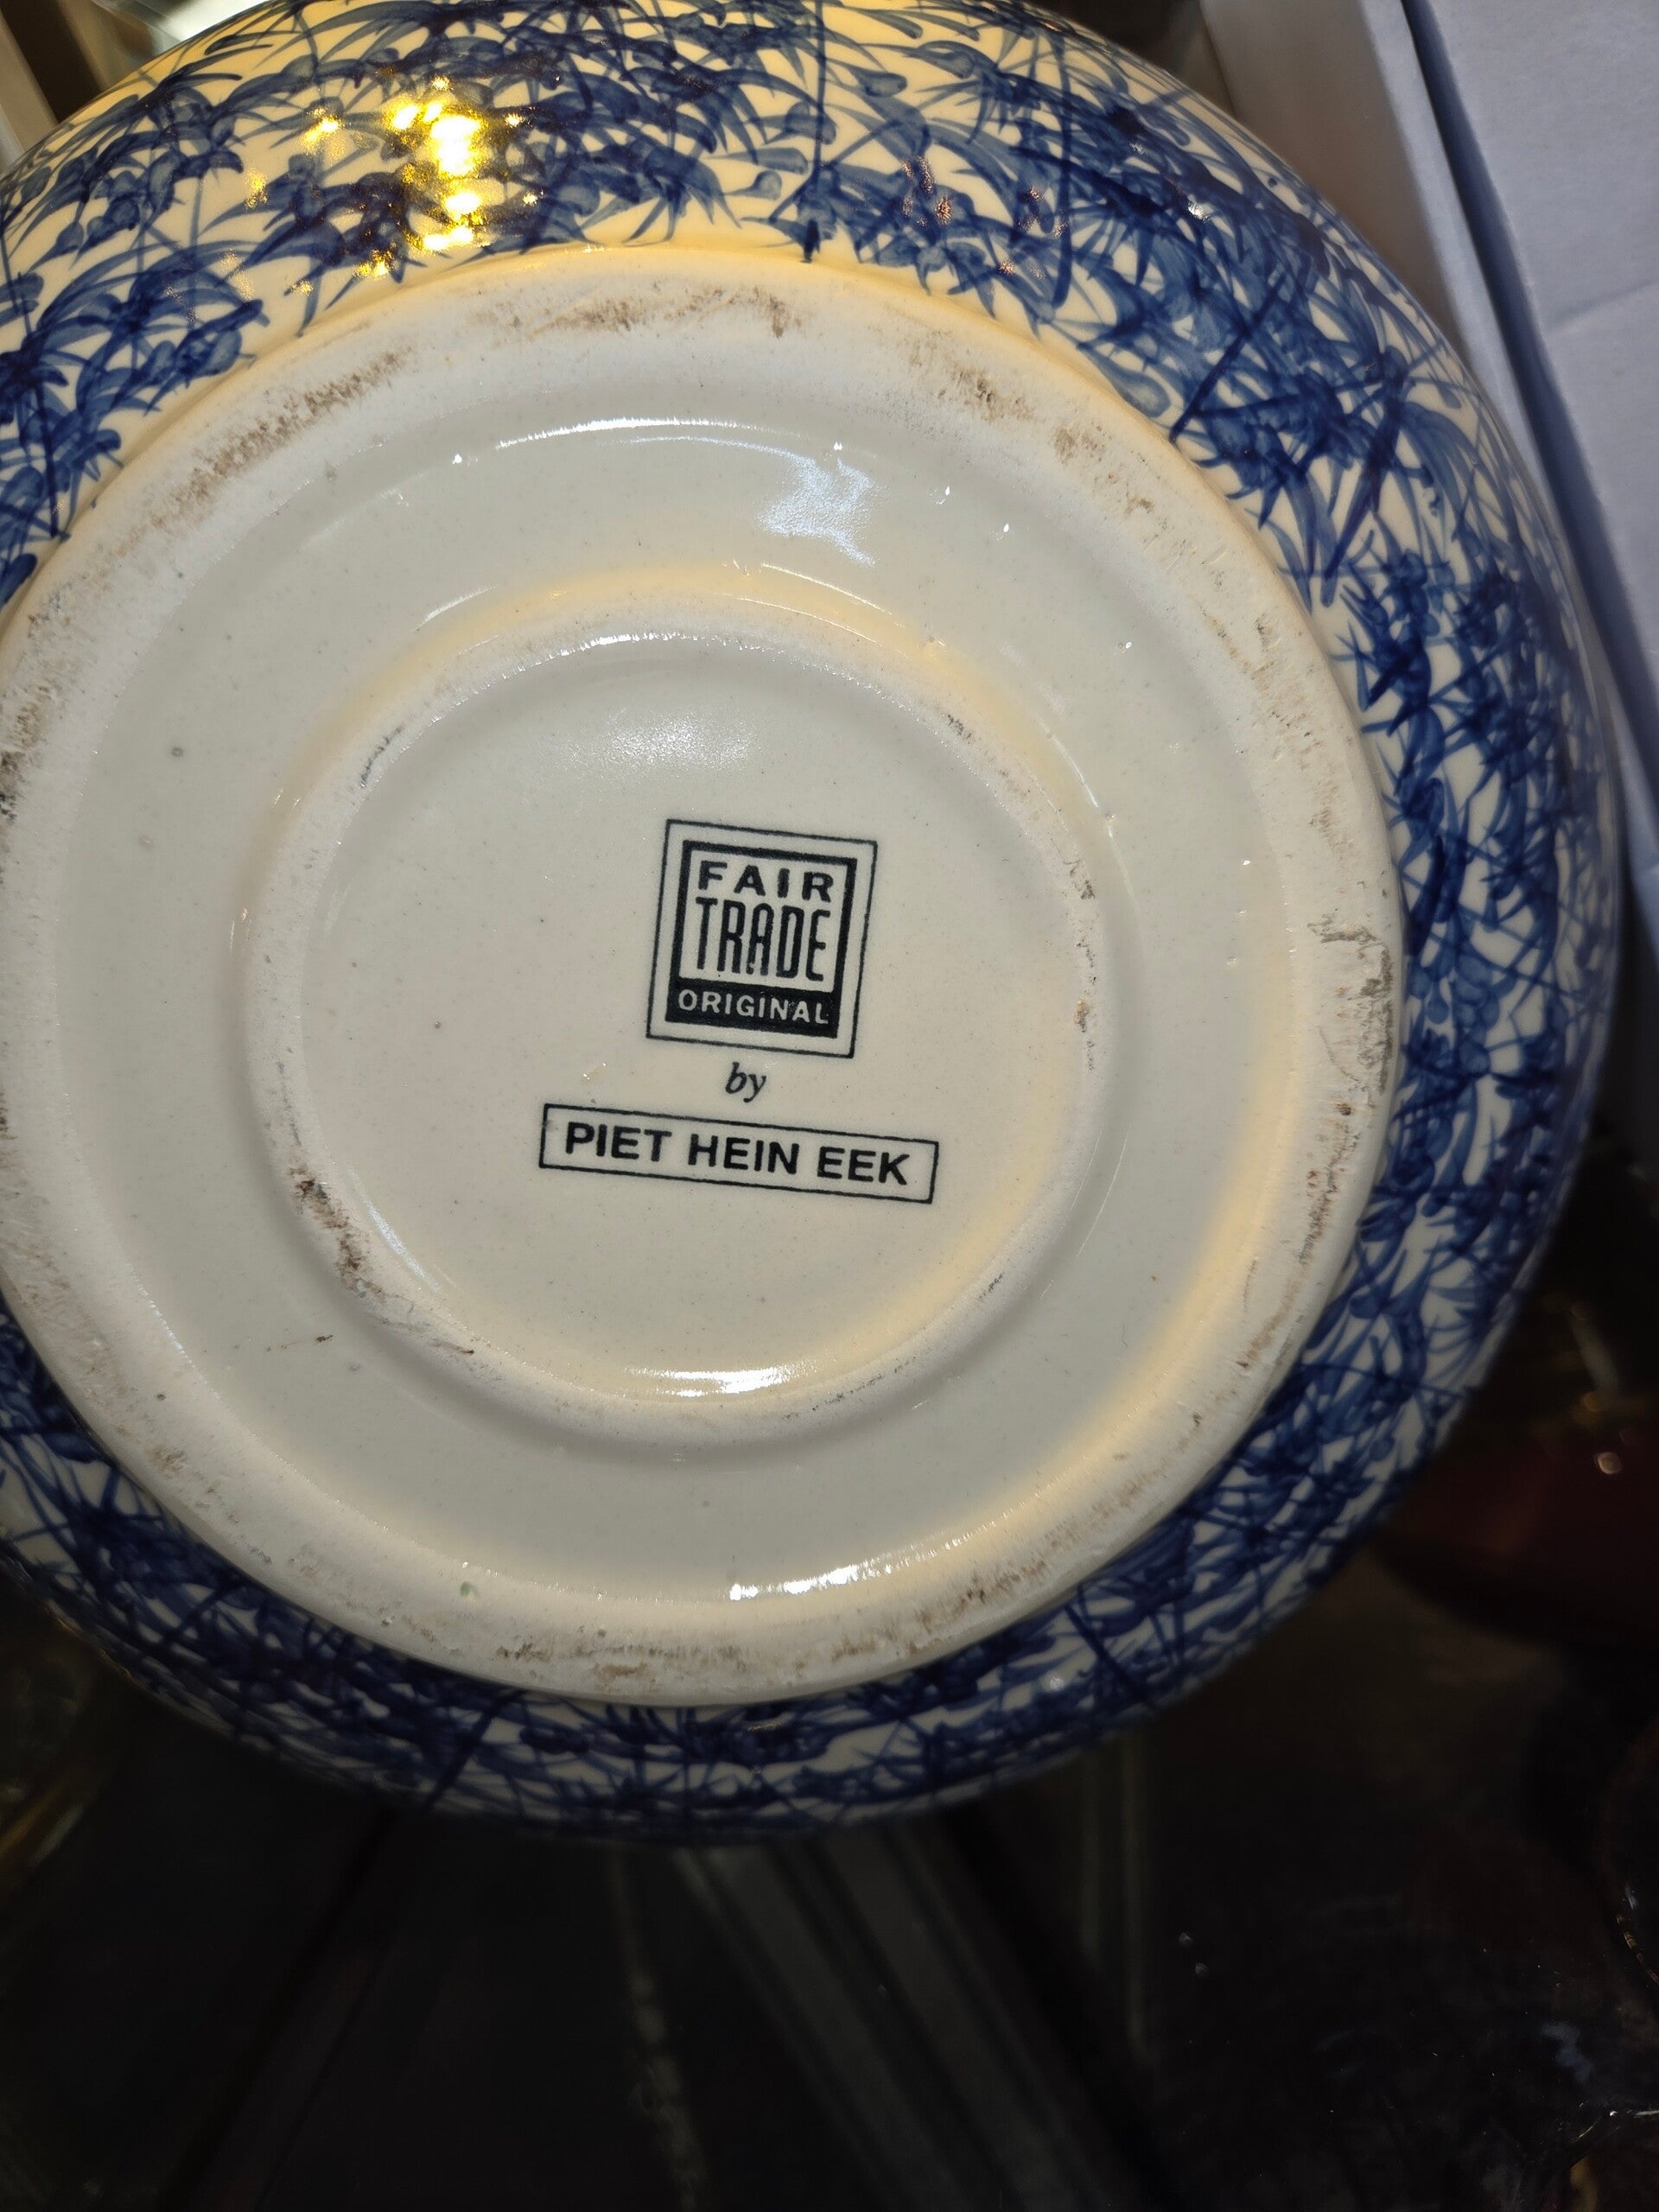 FAIR
TRADE
ORIGINAL
by
PIET HEIN EEK